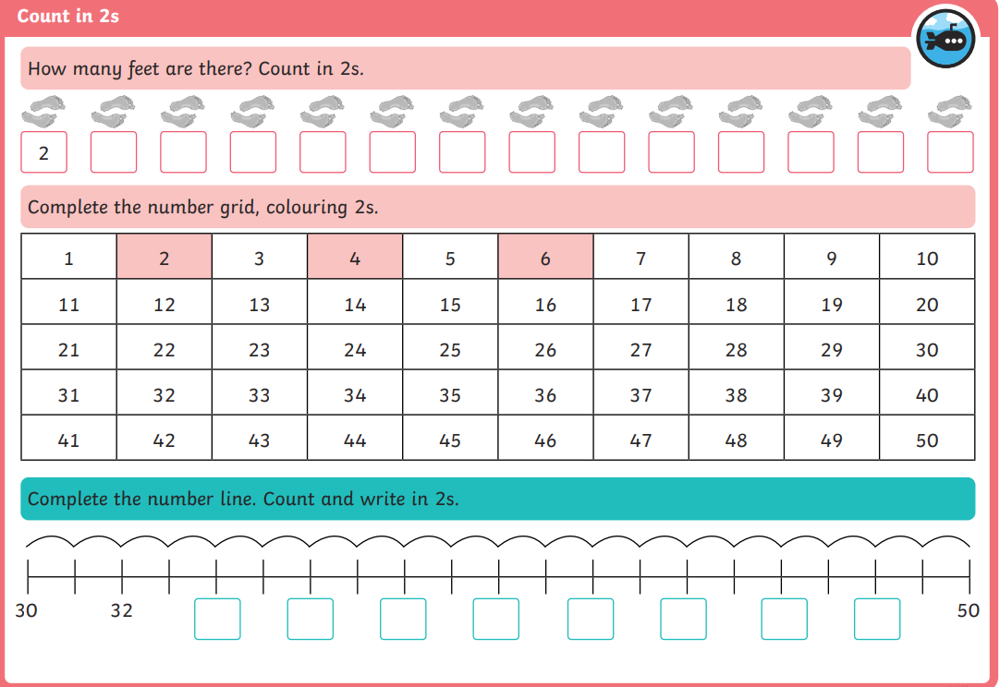 Count in 2s
How many feet are there? Count in 2s.
2
Complete the number grid, colouring 2s.
1 2 3 4 5 6 7 8 9 10
11 12 13 14 15 16 17 18 19 20
21 22 23 24 25 26 27 28 29 30
31 32 33 34 35 36 37 38 39 40
41 42 43 44 45 46 47 48 49 50
Complete the number line. Count and write in 2s.
30 32 50